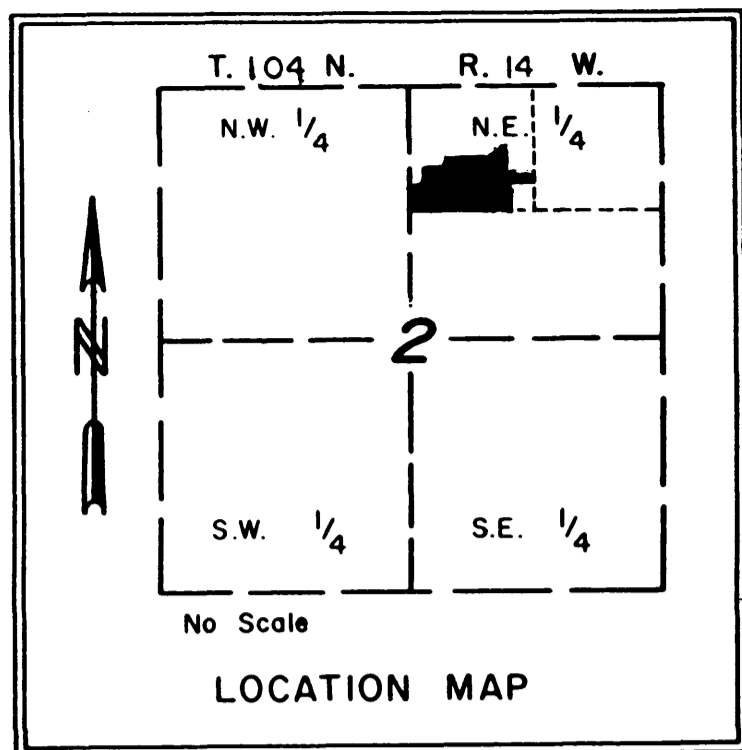 T. 104 N. R. 14 W.
N.W. 1/4 N.E. 1/4
N
2
S.W. 1/4 S.E. 1/4
No Scale
LOCATION MAP